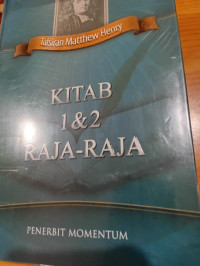 Tafsiran Matthew Henry
KITAB
1&2
RAJA-RAJA
PENERBIT MOMENTUM